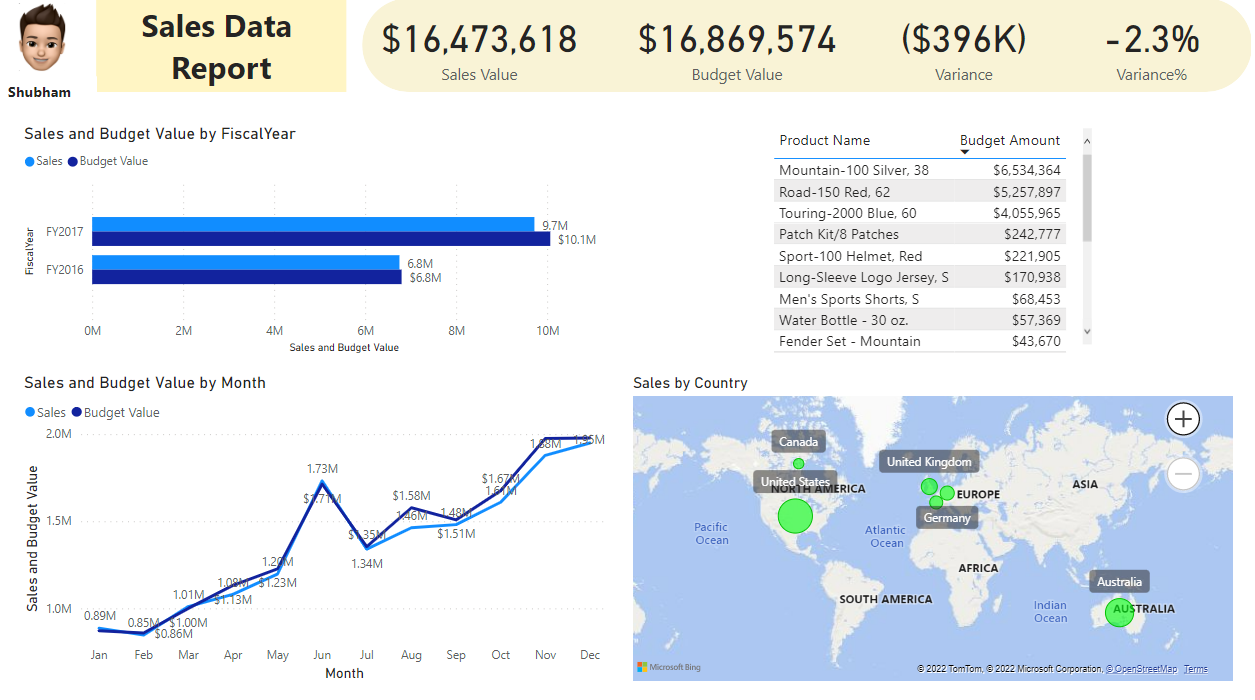 Sales Data
Report
Shubham
$16,473,618
Sales Value
$16,869,574
Budget Value
($396K)
Variance
-2.3%
Variance%
Sales and Budget Value by FiscalYear
Sales Budget Value
FiscalYear
FY2017
9.7M
$10.1M
FY2016
6.8M
$6.8M
0M 2M 4M 6M 8M 10M
Sales and Budget Value
Product Name Budget Amount
Mountain-100 Silver, 38 $6,534,364
Road-150 Red, 62 $5,257,897
Touring-2000 Blue, 60 $4,055,965
Patch Kit/8 Patches $242,777
Sport-100 Helmet, Red $221,905
Long-Sleeve Logo Jersey, S $170,938
Men's Sports Shorts, S $68,453
Water Bottle - 30 oz. $57,369
Fender Set - Mountain $43,670
Sales and Budget Value by Month
Sales Budget Value
Sales and Budget Value
2.0M
1.5M
1.0M
0.89M
0.85M
$0.86M
1.01M
$1.00M
1.08M
$1.13M
1.20M
$1.23M
1.73M
$1.71M
$1.35M
1.34M
$1.58M
1.46M
1.48M
$1.51M
$1.67M
1.61M
1.88M
1.95M
Jan Feb Mar Apr May Jun Jul Aug Sep Oct Nov Dec
Month
Sales by Country
Canada
United States
NORTH AMERICA
United Kingdom
EUROPE
Germany
ASIA
Pacific
Ocean
Atlantic
Ocean
AFRICA
SOUTH AMERICA
Indian
Ocean
Australia
AUSTRALIA
Microsoft Bing
© 2022 TomTom, © 2022 Microsoft Corporation, © OpenStreetMap Terms